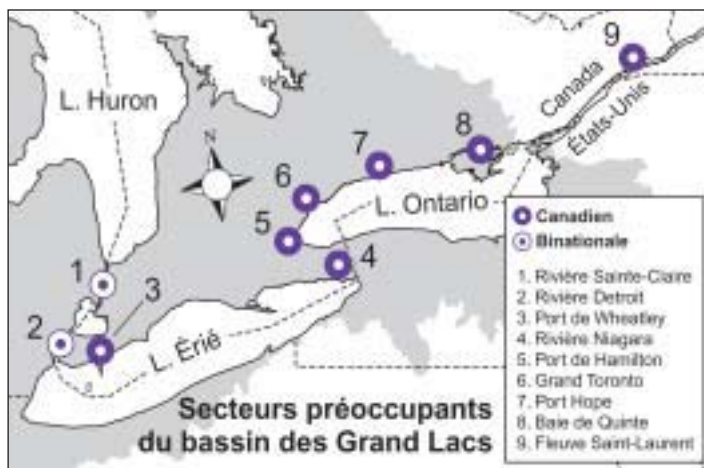 9
L. Huron
Canada
États-Unis
N
8
7
6
L. Ontario
5
4
1
3
2
L. Érié
Canadien
Binationale
1. Rivière Sainte-Claire
2. Rivière Detroit
3. Port de Wheatley
4. Rivière Niagara
5. Port de Hamilton
6. Grand Toronto
7. Port Hope
8. Baie de Quinte
9. Fleuve Saint-Laurent
Secteurs préoccupants
du bassin des Grand Lacs